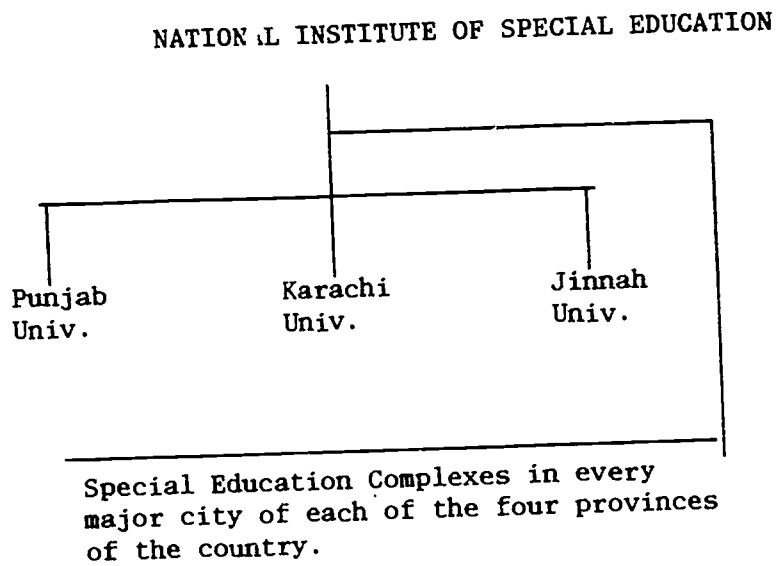 NATIONAL INSTITUTE OF SPECIAL EDUCATION
Punjab
Univ.
Karachi
Univ.
Jinnah
Univ.
Special Education Complexes in every
major city of each of the four provinces
of the country.